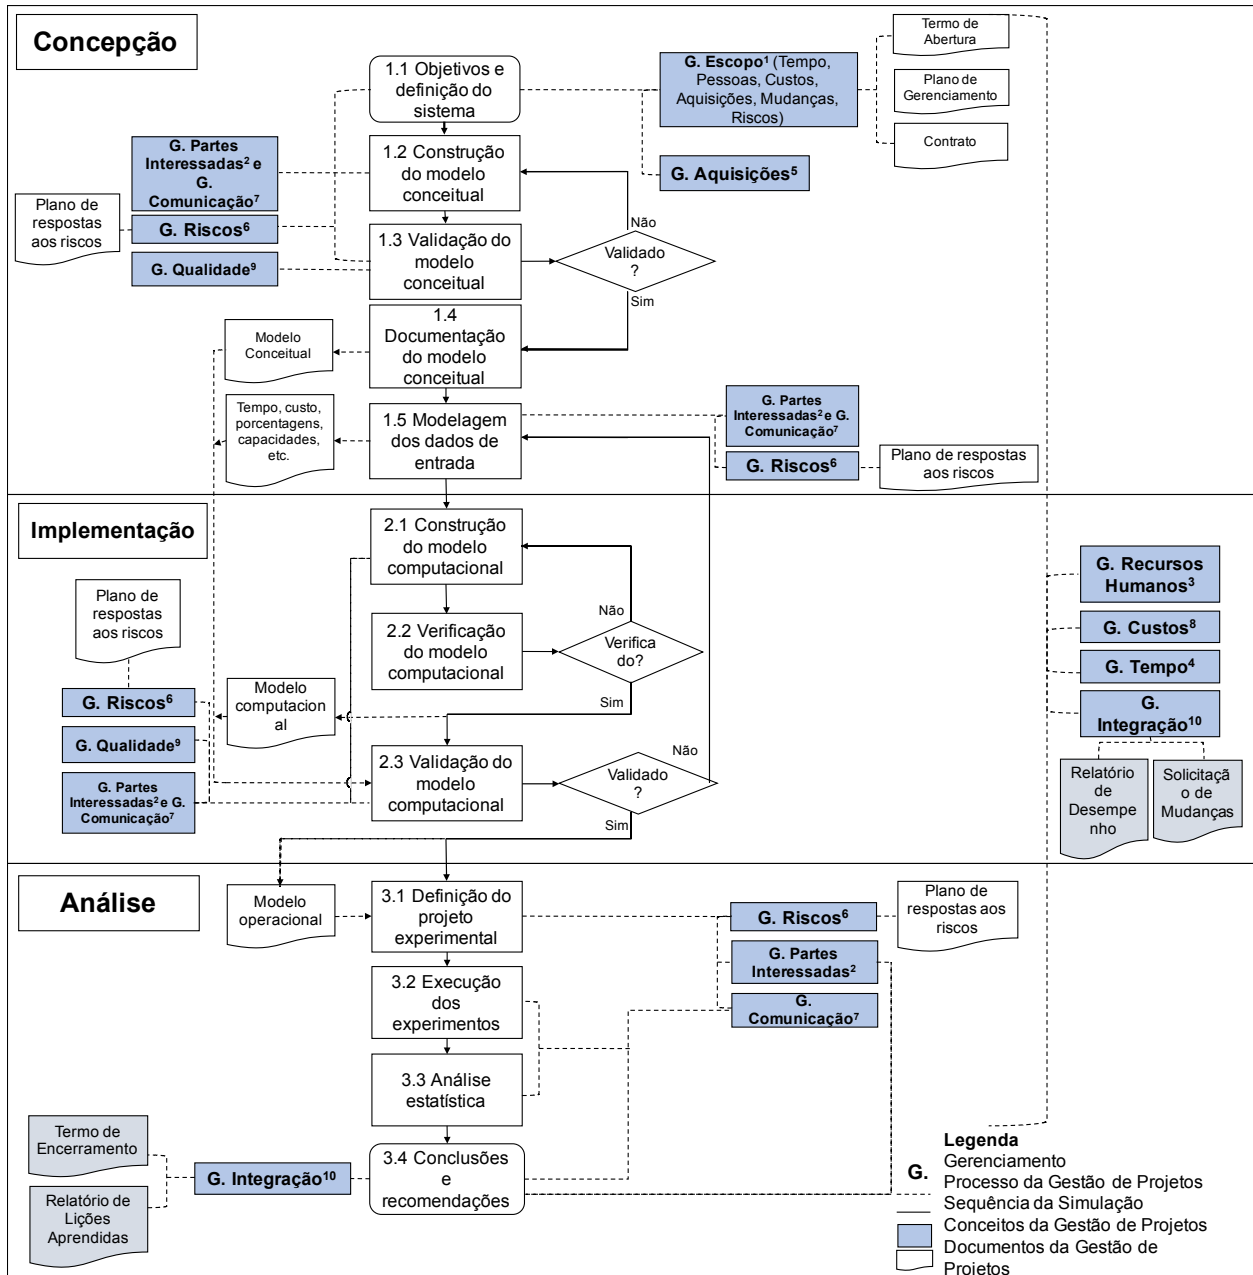 Concepção
1.1 Objetivos e
definição do
sistema
G. Escopo¹ (Tempo,
Pessoas, Custos,
Aquisições, Mudanças,
Riscos)
Termo de
Abertura
Plano de
Gerenciamento
Contrato
G. Aquisições⁵
G. Partes
Interessadas² e
G.
Comunicação⁷
1.2 Construção
do modelo
conceitual
Plano de
respostas
aos riscos
G. Riscos⁶
G. Qualidade⁹
1.3 Validação do
modelo
conceitual
Não
Validado
?
Sim
Modelo
Conceitual
1.4
Documentação
do modelo
conceitual
Tempo, custo,
porcentagens,
capacidades,
etc.
1.5 Modelagem
dos dados de
entrada
G. Partes
Interessadas² e G.
Comunicação⁷
G. Riscos⁶
Plano de respostas
aos riscos
Implementação
2.1 Construção
do modelo
computacional
Plano de
respostas
aos riscos
2.2 Verificação
do modelo
computacional
Não
Verifica
do?
Sim
G. Recursos
Humanos³
G. Custos⁸
G. Tempo⁴
G.
Integração¹⁰
Relatório
de
Desempe
nho
Solicitaçã
o de
Mudanças
G. Riscos⁶
G. Qualidade⁹
G. Partes
Interessadas² e G.
Comunicação⁷
Modelo
computacion
al
2.3 Validação do
modelo
computacional
Não
Validado
?
Sim
Análise
Modelo
operacional
3.1 Definição do
projeto
experimental
G. Riscos⁶
Plano de
respostas aos
riscos
G. Partes
Interessadas²
G.
Comunicação⁷
3.2 Execução
dos
experimentos
3.3 Análise
estatística
Termo de
Encerramento
Relatório de
Lições
Aprendidas
G. Integração¹⁰
3.4 Conclusões
e
recomendações
Legenda
G. Gerenciamento
Processo da Gestão de Projetos
Sequência da Simulação
Conceitos da Gestão de Projetos
Documentos da Gestão de
Projetos